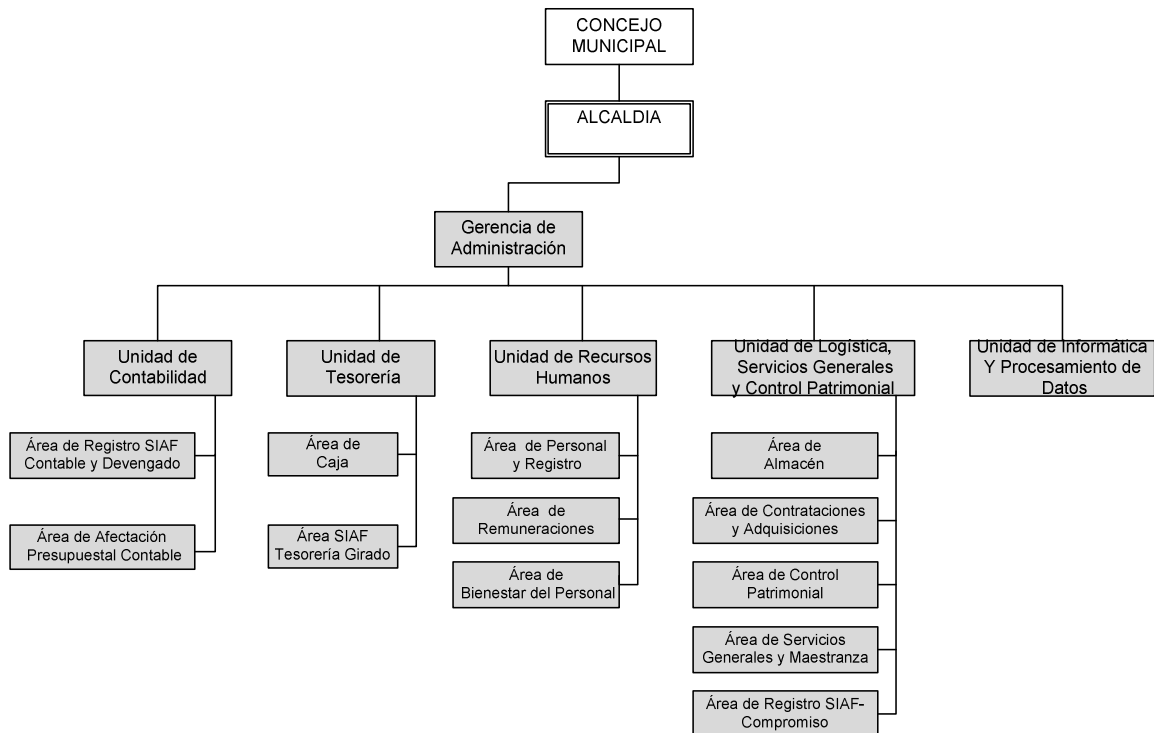 CONCEJO
MUNICIPAL
ALCALDIA
Gerencia de
Administración
Unidad de
Contabilidad
Unidad de
Tesorería
Unidad de Recursos
Humanos
Unidad de Logística,
Servicios Generales
y Control Patrimonial
Unidad de Informática
Y Procesamiento de
Datos
Área de Registro SIAF
Contable y Devengado
Área de Afectación
Presupuestal Contable
Área de
Caja
Área SIAF
Tesorería Girado
Área de Personal
y Registro
Área de
Remuneraciones
Área de
Bienestar del Personal
Área de
Almacén
Área de Contrataciones
y Adquisiciones
Área de Control
Patrimonial
Área de Servicios
Generales y Maestranza
Área de Registro SIAF-
Compromiso